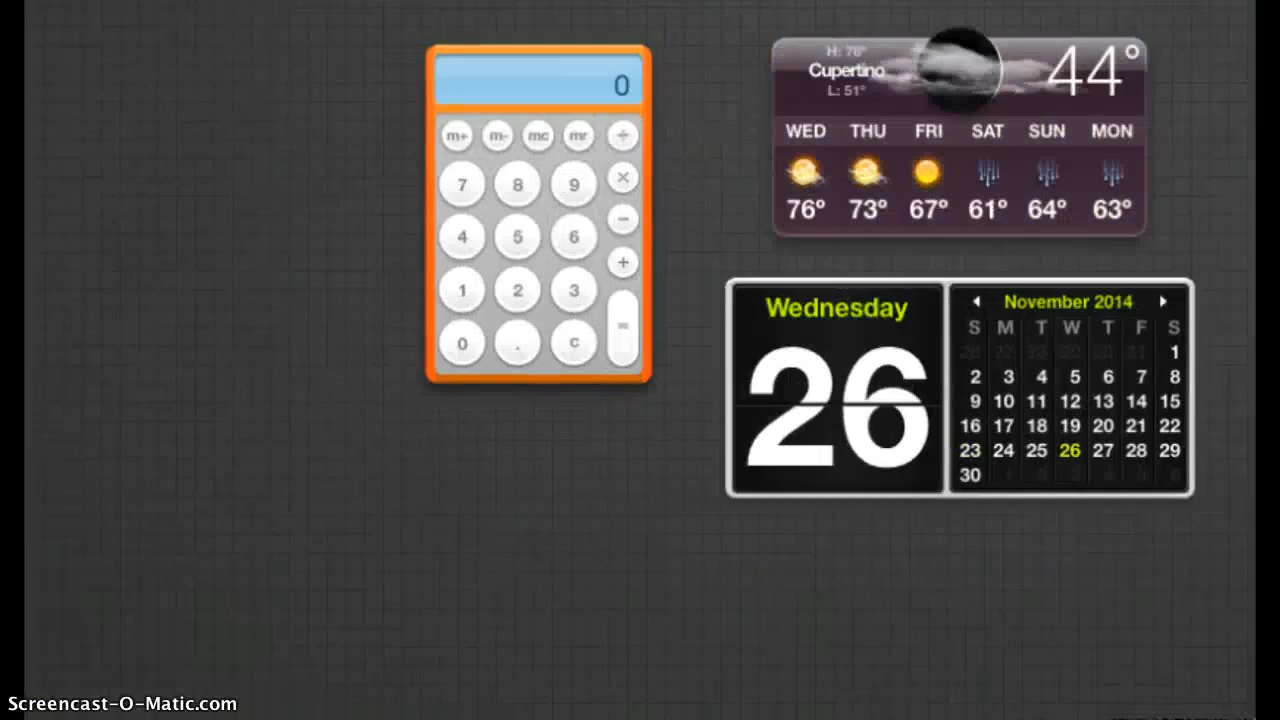 0
m+ m- mc mr ÷
7 8 9 ×
4 5 6 −
1 2 3 +
0 . c =
H: 76°
Cupertino
L: 51°
44°
WED THU FRI SAT SUN MON
76° 73° 67° 61° 64° 63°
Wednesday
26
November 2014
S M T W T F S
1
2 3 4 5 6 7 8
9 10 11 12 13 14 15
16 17 18 19 20 21 22
23 24 25 26 27 28 29
30
Screencast-O-Matic.com